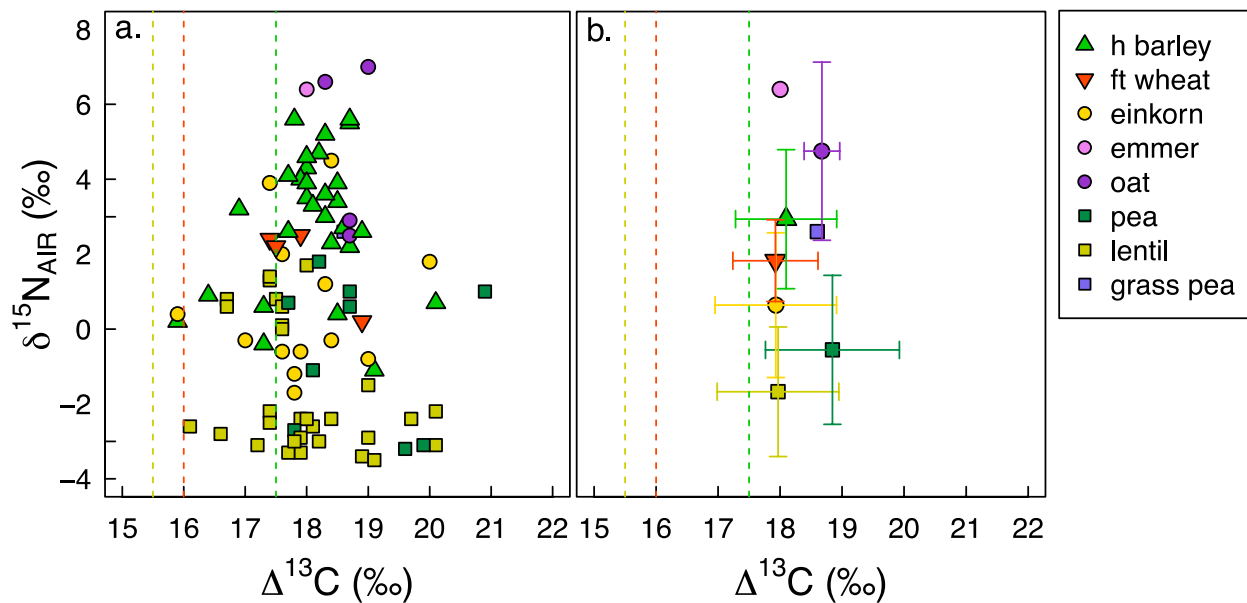 a.
b.
8
6
4
2
0
−2
−4
δ¹⁵N_AIR (‰)
15 16 17 18 19 20 21 22
15 16 17 18 19 20 21 22
Δ¹³C (‰)
Δ¹³C (‰)
h barley
ft wheat
einkorn
emmer
oat
pea
lentil
grass pea